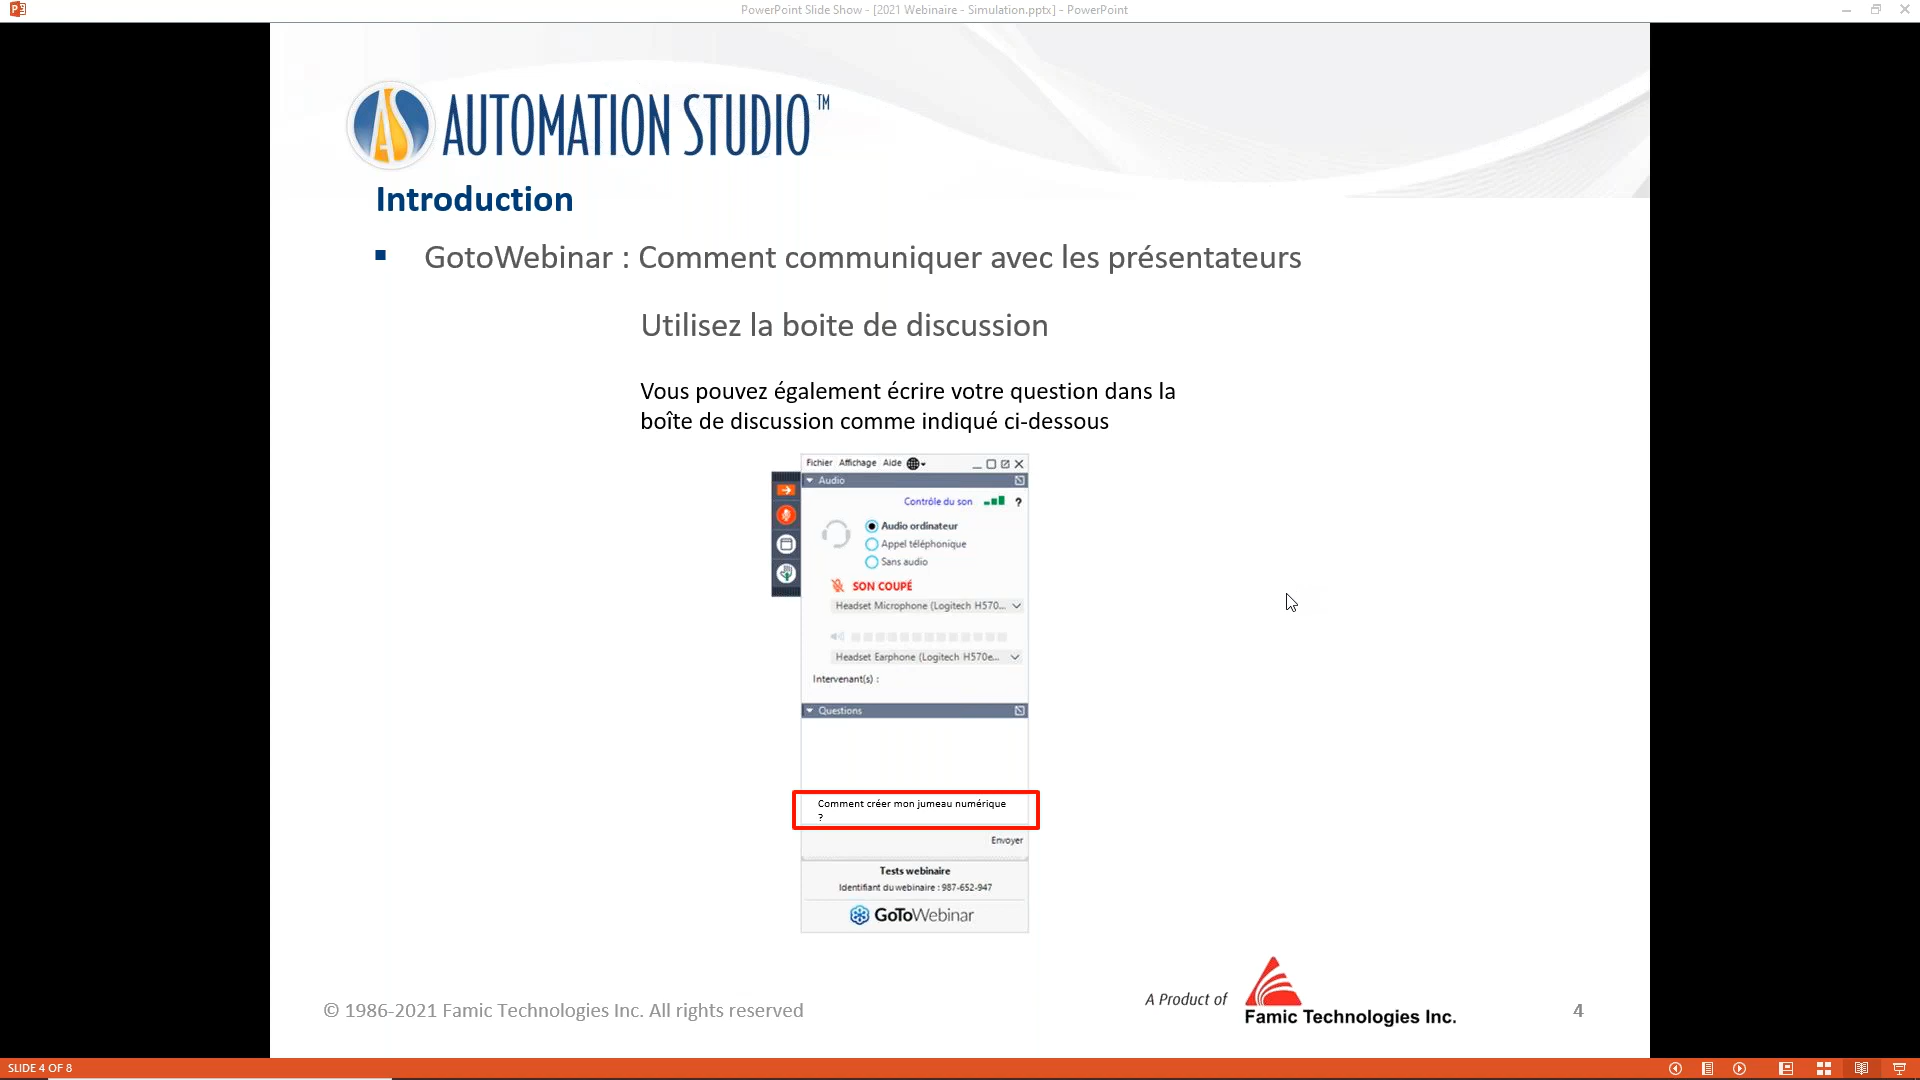 PowerPoint Slide Show - [2021 Webinaire - Simulation.pptx] - PowerPoint
AUTOMATION STUDIO™
Introduction
GotoWebinar : Comment communiquer avec les présentateurs
Utilisez la boite de discussion
Vous pouvez également écrire votre question dans la
boîte de discussion comme indiqué ci-dessous
Fichier Affichage Aide
Audio
Contrôle du son ?
Audio ordinateur
Appel téléphonique
Sans audio
SON COUPÉ
Headset Microphone (Logitech H570...
Headset Earphone (Logitech H570e...
Intervenant(s) :
Questions
Comment créer mon jumeau numérique
?
Envoyer
Tests webinaire
Identifiant du webinaire : 987-652-947
GoToWebinar
© 1986-2021 Famic Technologies Inc. All rights reserved
A Product of
Famic Technologies Inc.
4
SLIDE 4 OF 8